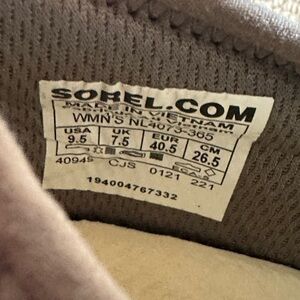 SOREL.COM
MADE IN VIETNAM
WMN'S NL4073-365
USA UK EUR CM
9.5 7.5 40.5 26.5
4094S CJS 0121 221
194004767332